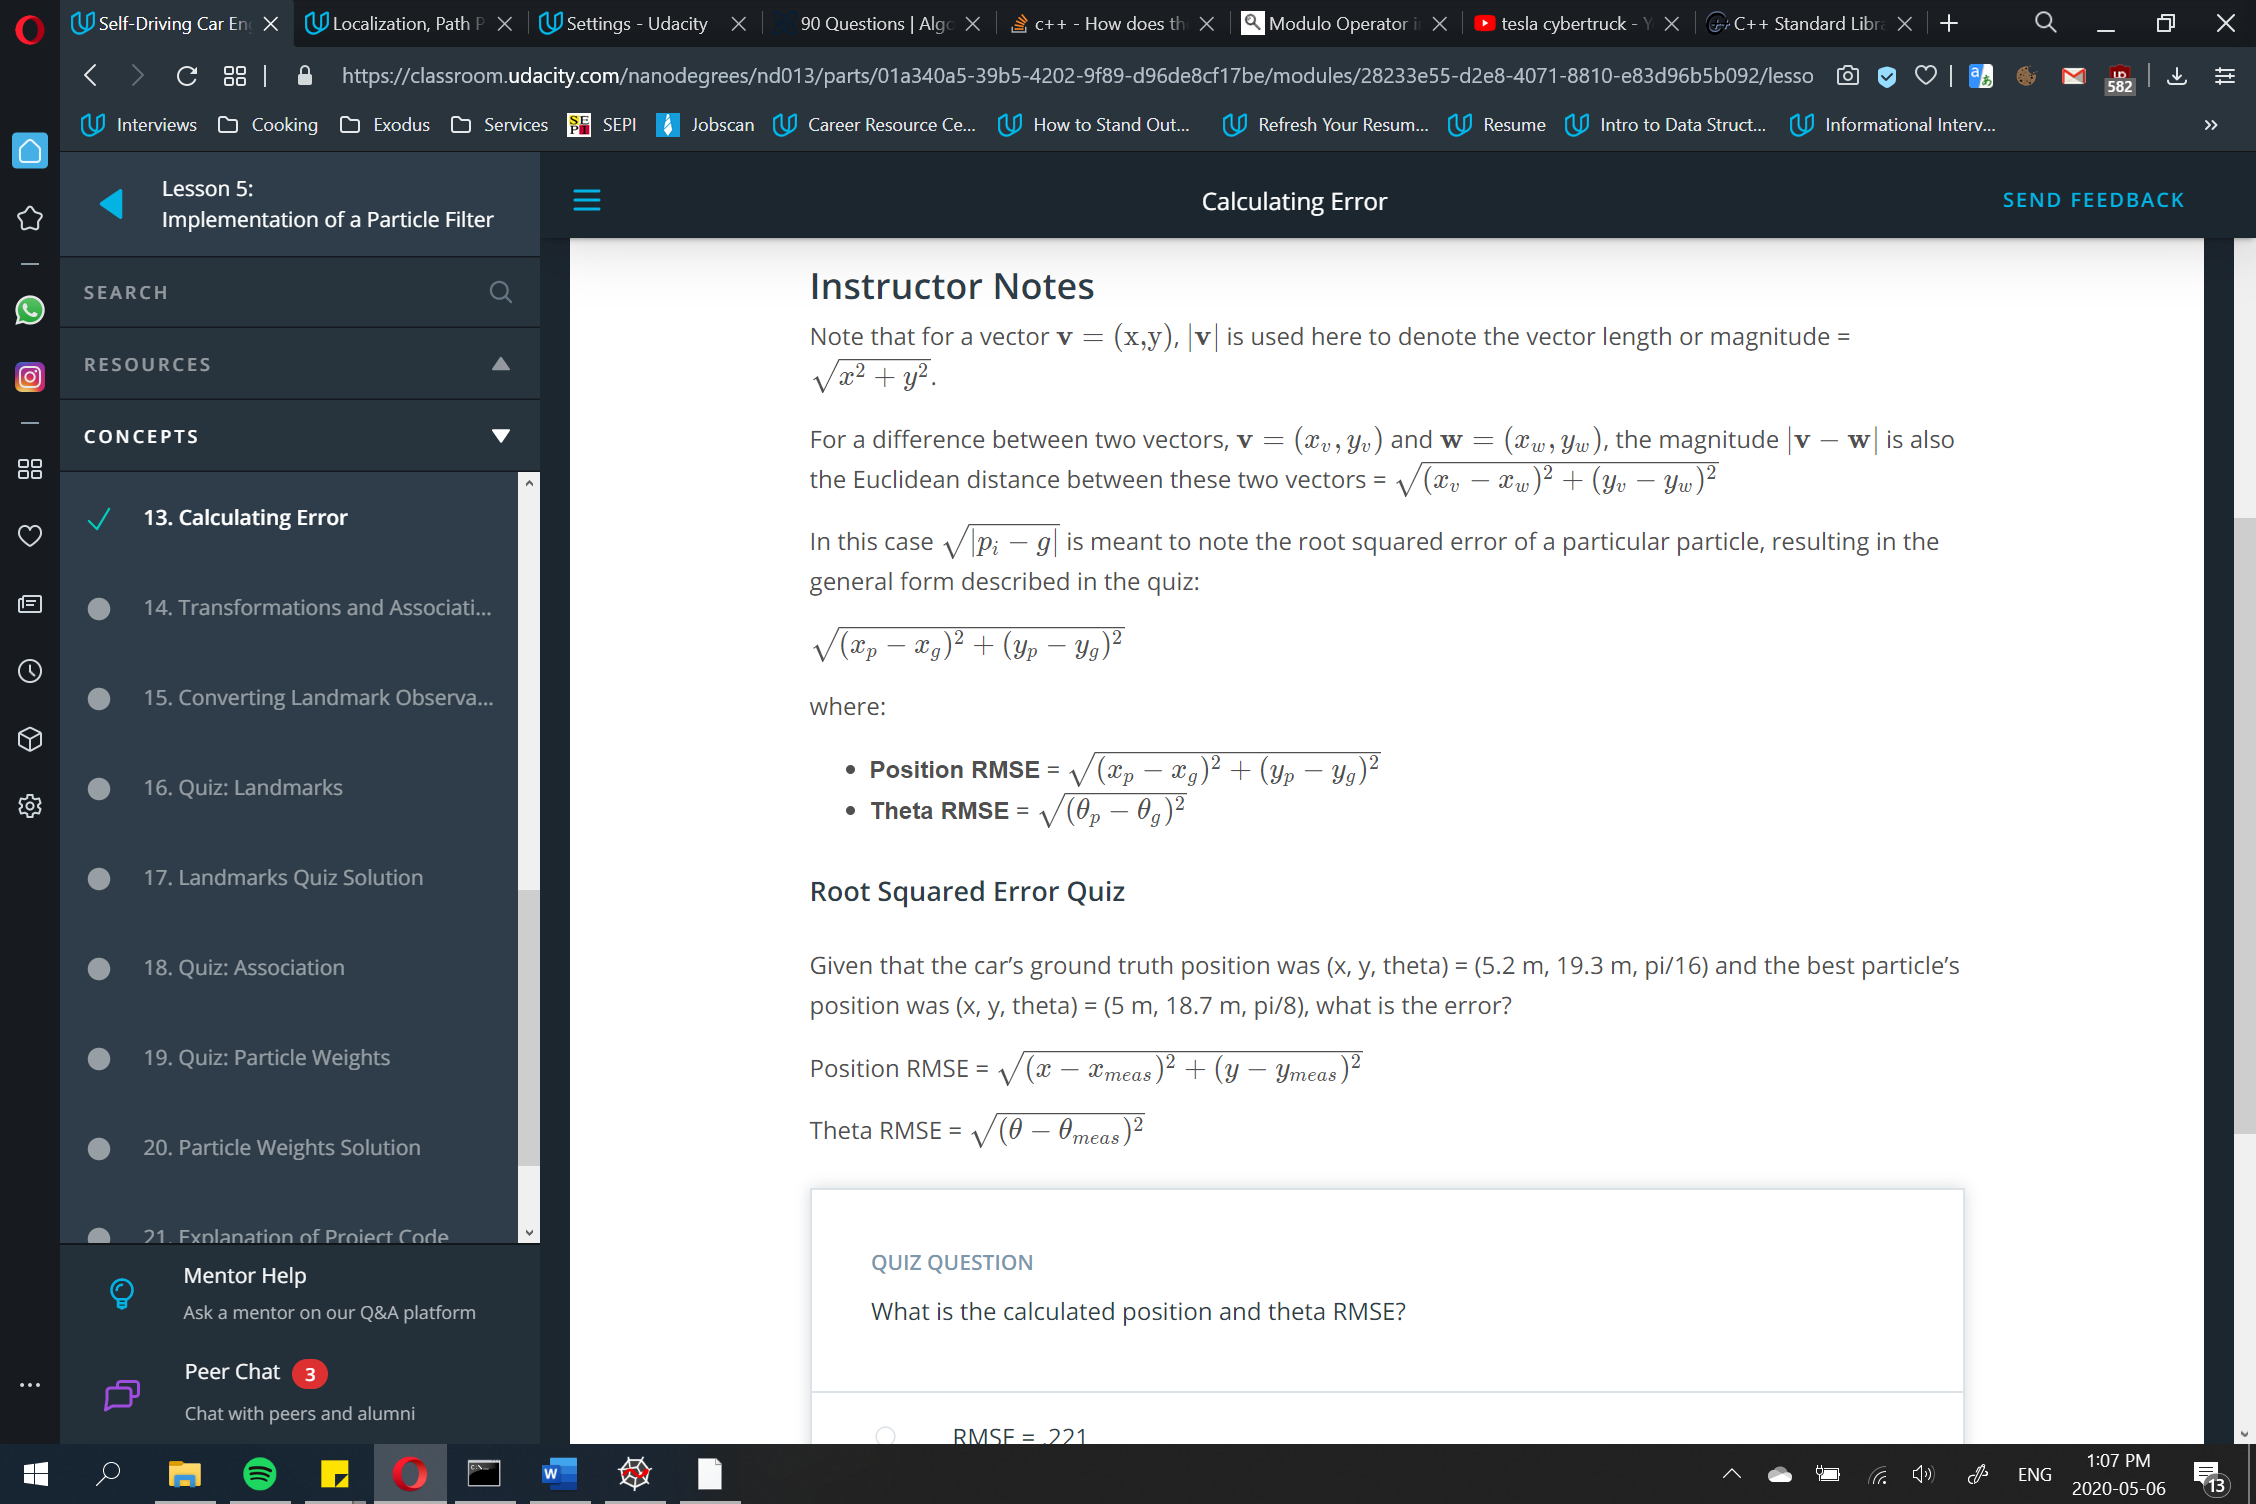 Self-Driving Car En
Localization, Path P
Settings - Udacity
90 Questions | Algo
c++ - How does th
Modulo Operator i
tesla cybertruck - Y
C++ Standard Libra
https://classroom.udacity.com/nanodegrees/nd013/parts/01a340a5-39b5-4202-9f89-d96de8cf17be/modules/28233e55-d2e8-4071-8810-e83d96b5b092/lesso
582
Interviews
Cooking
Exodus
Services
SEPI
Jobscan
Career Resource Ce...
How to Stand Out...
Refresh Your Resum...
Resume
Intro to Data Struct...
Informational Interv...
»
Lesson 5:
Implementation of a Particle Filter
Calculating Error
SEND FEEDBACK
SEARCH
RESOURCES
CONCEPTS
13. Calculating Error
14. Transformations and Associati...
15. Converting Landmark Observa...
16. Quiz: Landmarks
17. Landmarks Quiz Solution
18. Quiz: Association
19. Quiz: Particle Weights
20. Particle Weights Solution
21. Explanation of Project Code
Mentor Help
Ask a mentor on our Q&A platform
Peer Chat 3
Chat with peers and alumni
Instructor Notes
Note that for a vector v = (x,y), |v| is used here to denote the vector length or magnitude =
√(x² + y²).
For a difference between two vectors, v = (x_v, y_v) and w = (x_w, y_w), the magnitude |v − w| is also
the Euclidean distance between these two vectors = √((x_v − x_w)² + (y_v − y_w)²)
In this case √|p_i − g| is meant to note the root squared error of a particular particle, resulting in the
general form described in the quiz:
√((x_p − x_g)² + (y_p − y_g)²)
where:
• Position RMSE = √((x_p − x_g)² + (y_p − y_g)²)
• Theta RMSE = √((θ_p − θ_g)²)
Root Squared Error Quiz
Given that the car’s ground truth position was (x, y, theta) = (5.2 m, 19.3 m, pi/16) and the best particle’s
position was (x, y, theta) = (5 m, 18.7 m, pi/8), what is the error?
Position RMSE = √((x − x_meas)² + (y − y_meas)²)
Theta RMSE = √((θ − θ_meas)²)
QUIZ QUESTION
What is the calculated position and theta RMSE?
RMSE = .221
ENG
1:07 PM
2020-05-06
13